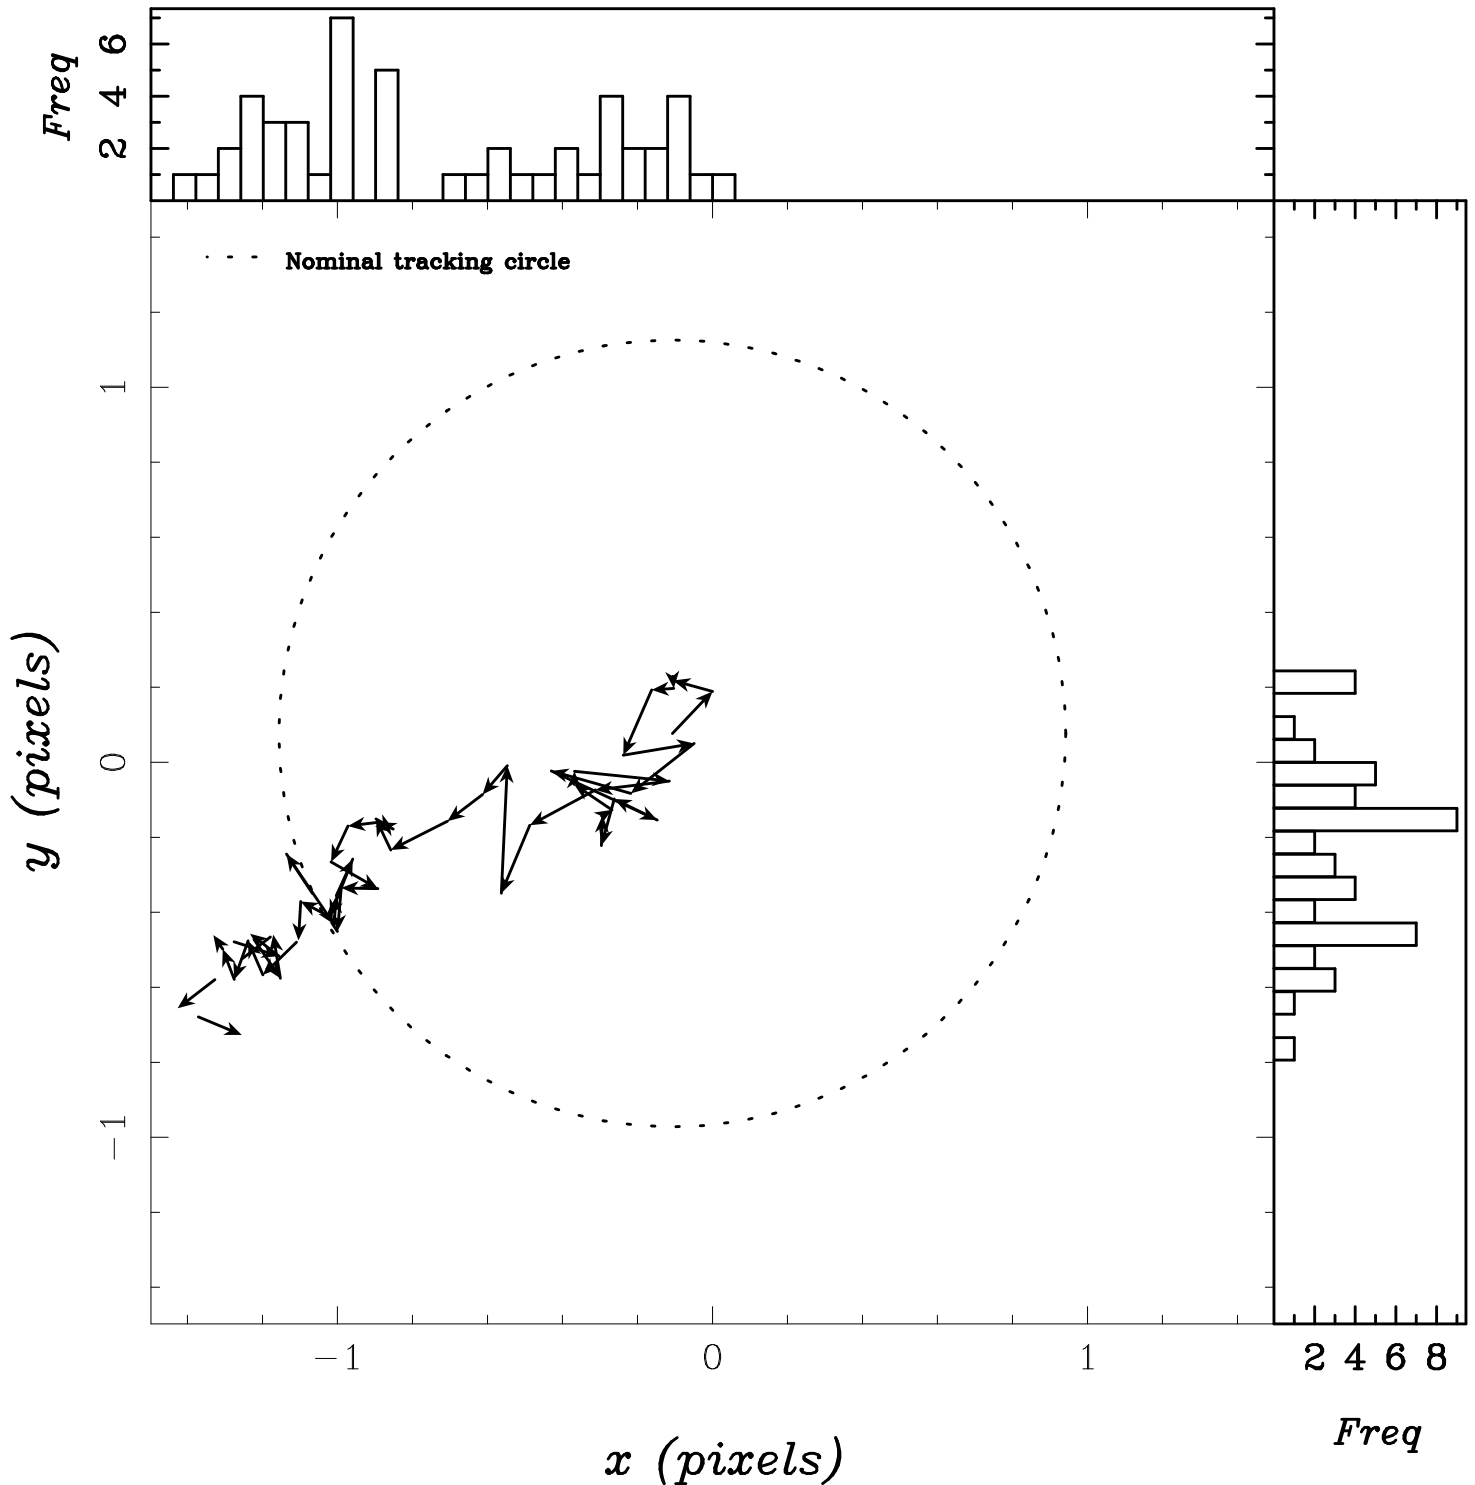 Freq
6
4
2
Nominal tracking circle
y (pixels)
1
0
−1
−1 0 1
2 4 6 8
x (pixels)
Freq